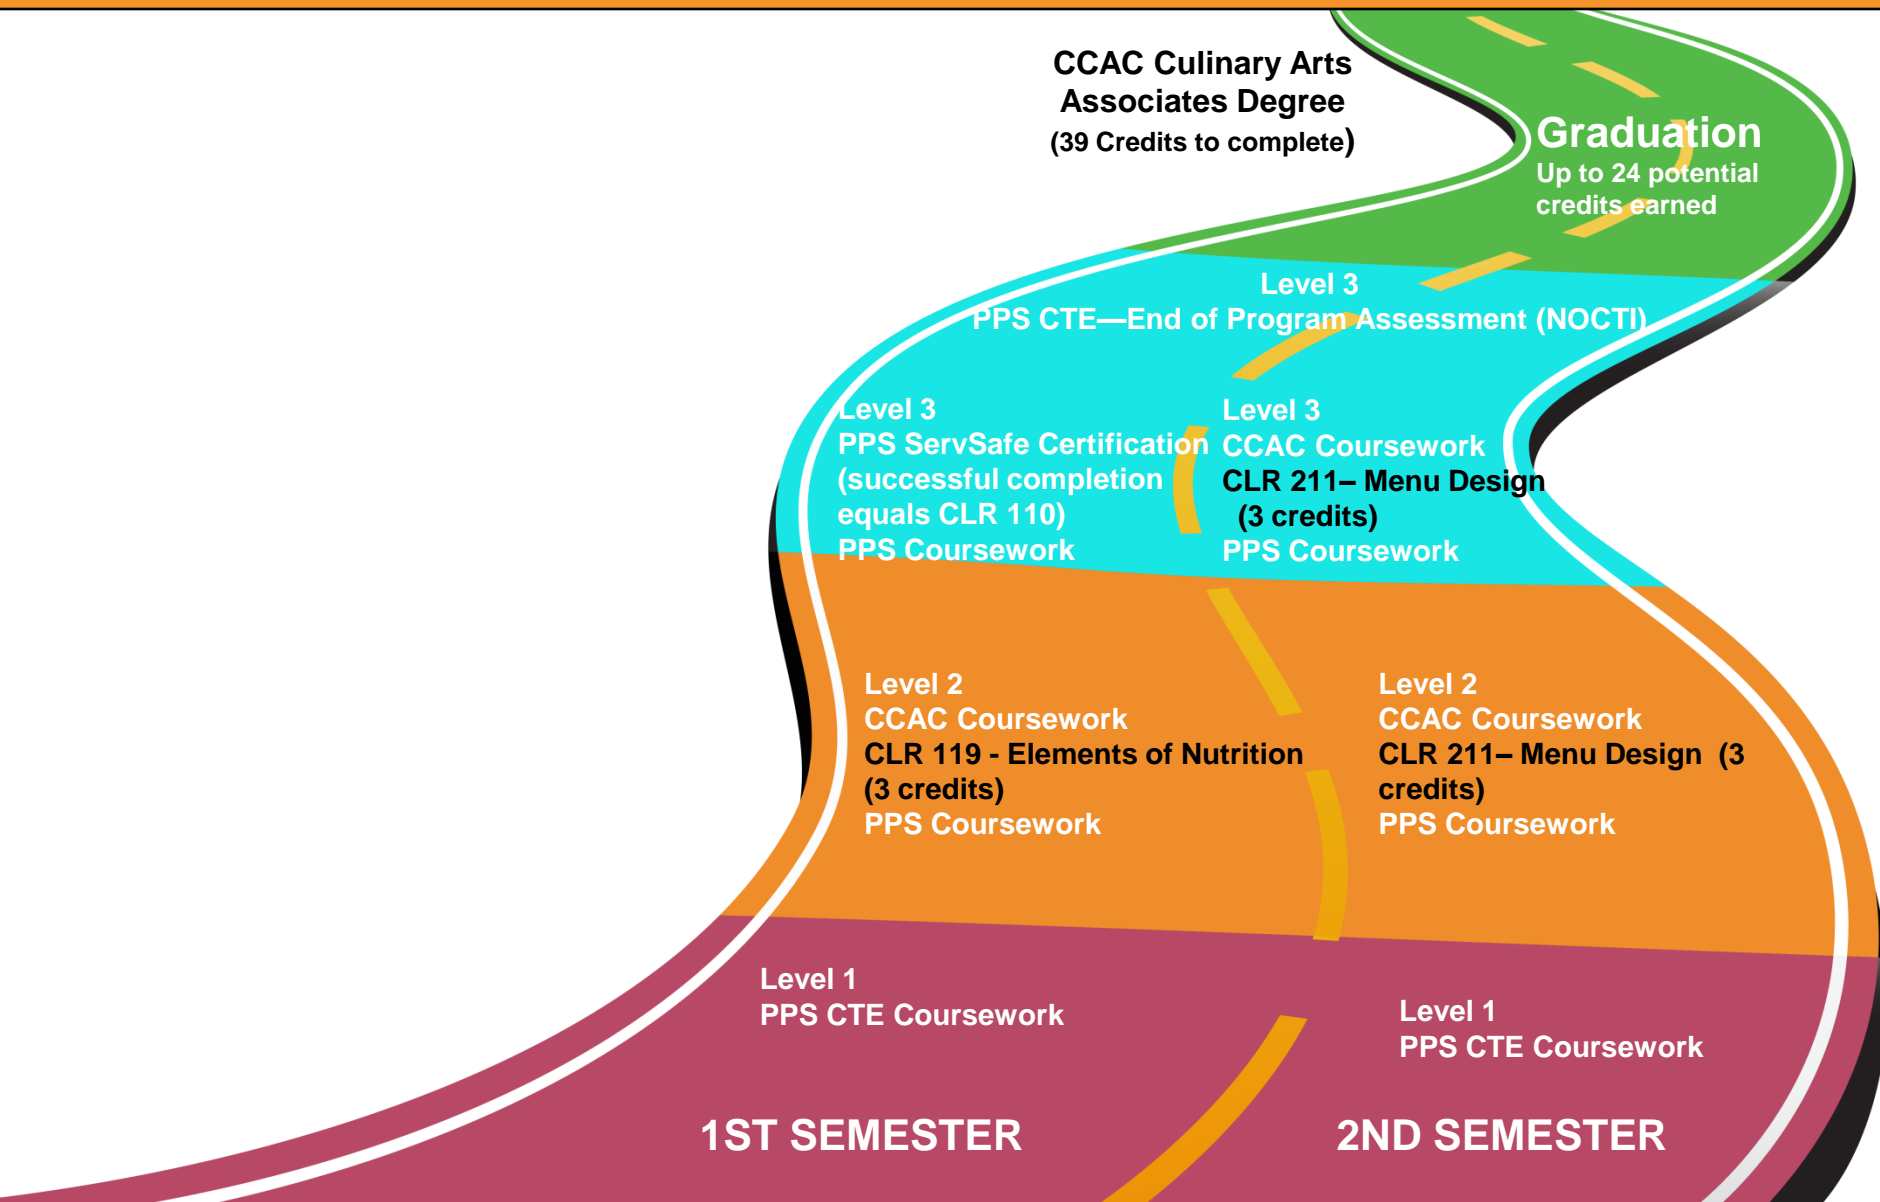 CCAC Culinary Arts
Associates Degree
(39 Credits to complete)
Graduation
Up to 24 potential
credits earned
Level 3
PPS CTE—End of Program Assessment (NOCTI)
Level 3
PPS ServSafe Certification
(successful completion
equals CLR 110)
PPS Coursework
Level 3
CCAC Coursework
CLR 211– Menu Design
(3 credits)
PPS Coursework
Level 2
CCAC Coursework
CLR 119 - Elements of Nutrition
(3 credits)
PPS Coursework
Level 2
CCAC Coursework
CLR 211– Menu Design (3
credits)
PPS Coursework
Level 1
PPS CTE Coursework
Level 1
PPS CTE Coursework
1ST SEMESTER
2ND SEMESTER